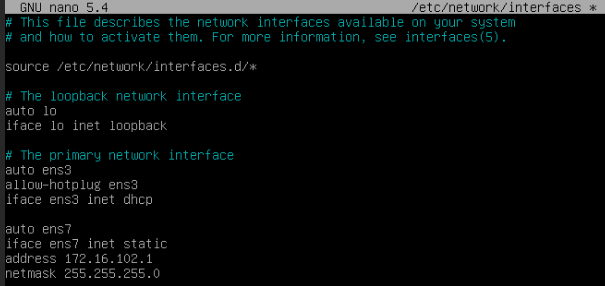 GNU nano 5.4 /etc/network/interfaces *
# This file describes the network interfaces available on your system
# and how to activate them. For more information, see interfaces(5).
source /etc/network/interfaces.d/*
# The loopback network interface
auto lo
iface lo inet loopback
# The primary network interface
auto ens3
allow-hotplug ens3
iface ens3 inet dhcp
auto ens7
iface ens7 inet static
address 172.16.102.1
netmask 255.255.255.0